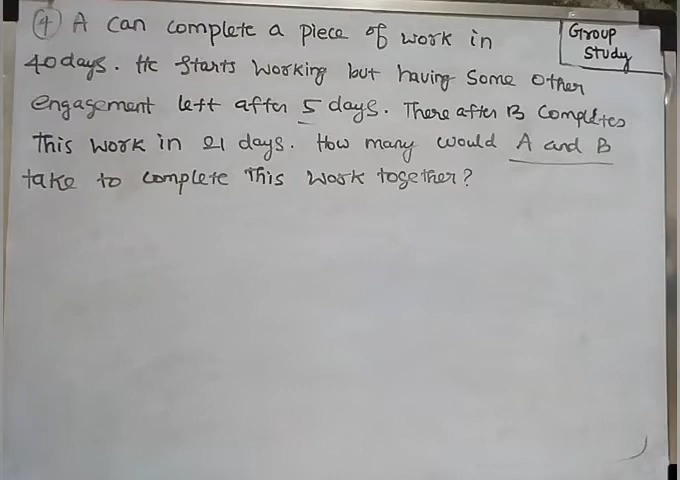 (4) A can complete a piece of work in
Group
Study
40days. He starts working but having some other
engagement left after 5 days. There after B completes
this work in 21 days. How many would A and B
take to complete this work together?